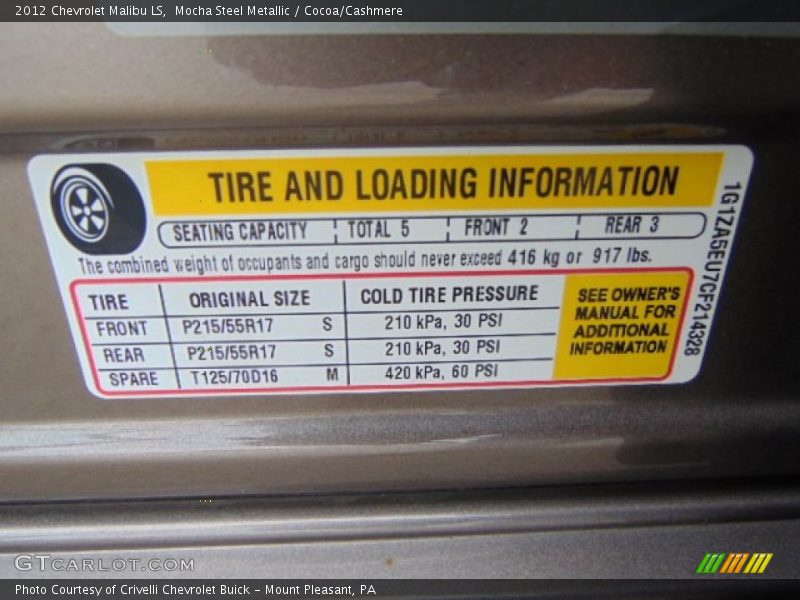 2012 Chevrolet Malibu LS, Mocha Steel Metallic / Cocoa/Cashmere
TIRE AND LOADING INFORMATION
SEATING CAPACITY TOTAL 5 FRONT 2 REAR 3
The combined weight of occupants and cargo should never exceed 416 kg or 917 lbs.
TIRE ORIGINAL SIZE COLD TIRE PRESSURE
FRONT P215/55R17 S 210 kPa, 30 PSI
REAR P215/55R17 S 210 kPa, 30 PSI
SPARE T125/70D16 M 420 kPa, 60 PSI
SEE OWNER'S
MANUAL FOR
ADDITIONAL
INFORMATION
1G1ZA5EU7CF214328
GTCARLOT.COM
Photo Courtesy of Crivelli Chevrolet Buick - Mount Pleasant, PA